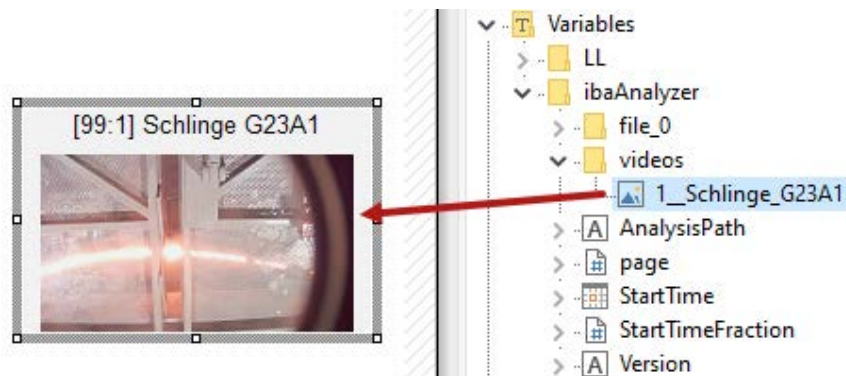 [99:1] Schlinge G23A1
Variables
LL
ibaAnalyzer
file_0
videos
1__Schlinge_G23A1
AnalysisPath
page
StartTime
StartTimeFraction
Version